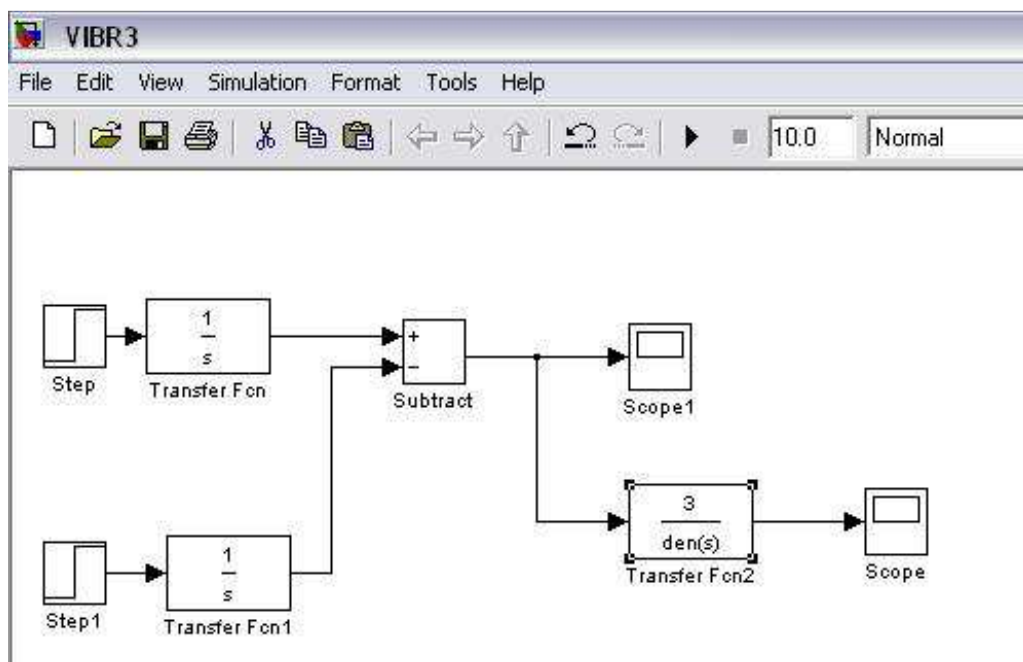 VIBR3
File Edit View Simulation Format Tools Help
10.0 Normal
1
s
+
−
Step
Transfer Fcn
Subtract
Scope1
3
den(s)
1
s
Transfer Fcn2
Scope
Step1
Transfer Fcn1